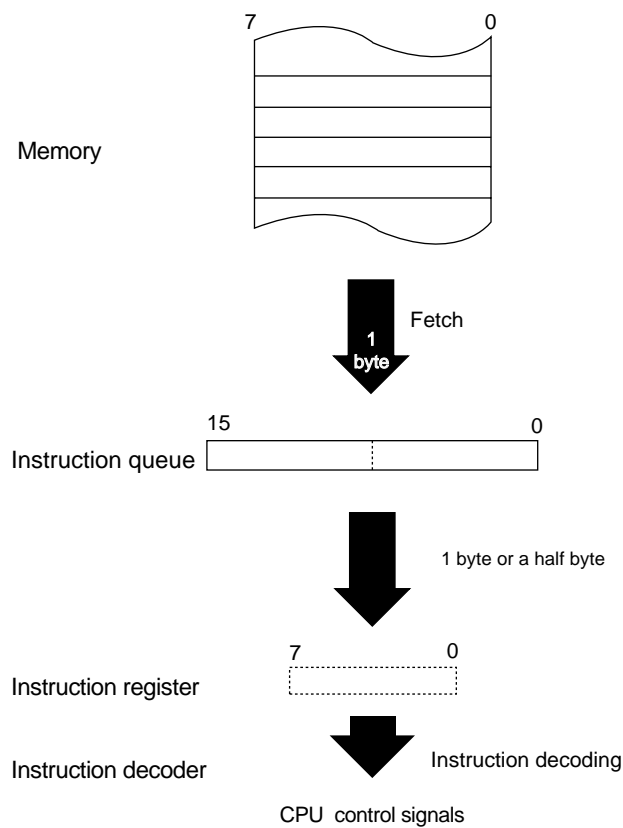 7 0
Memory
Fetch
1
byte
15 0
Instruction queue
1 byte or a half byte
7 0
Instruction register
Instruction decoding
Instruction decoder
CPU control signals